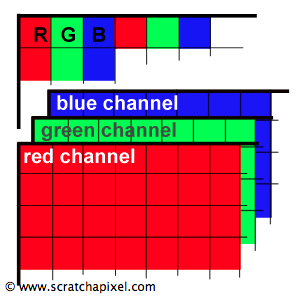 R G B
blue channel
green channel
red channel
© www.scratchapixel.com